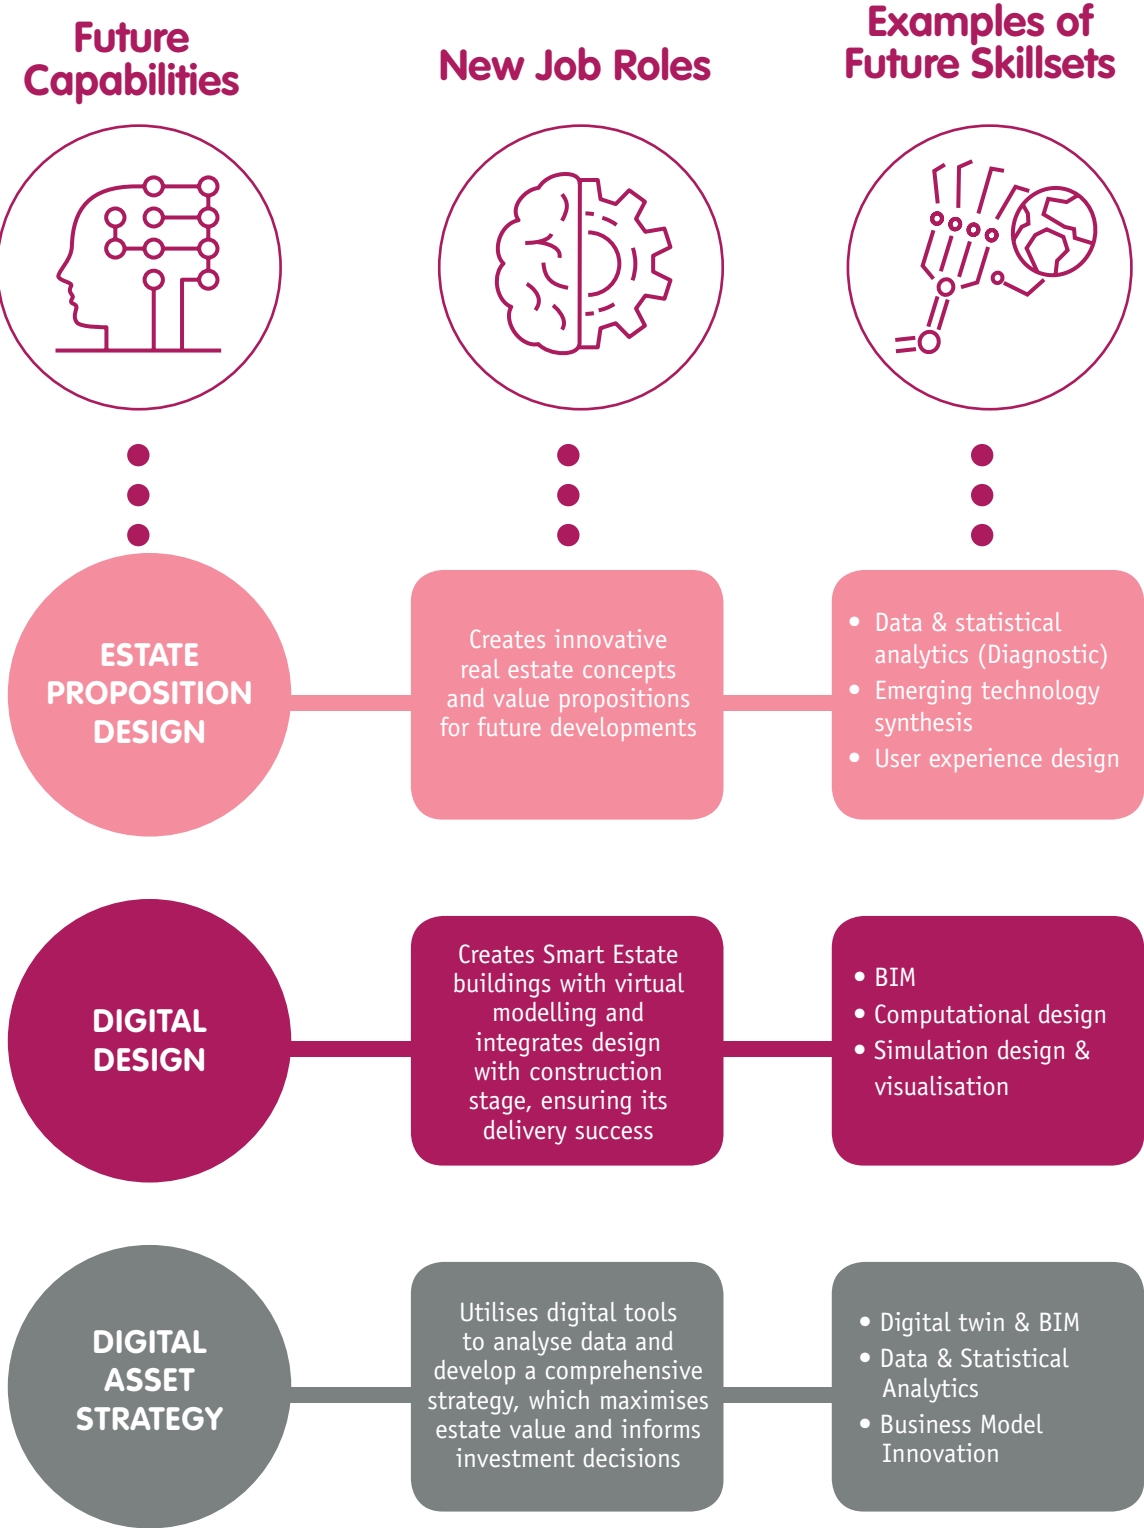 Future
Capabilities
New Job Roles
Examples of
Future Skillsets
ESTATE
PROPOSITION
DESIGN
Creates innovative
real estate concepts
and value propositions
for future developments
• Data & statistical
analytics (Diagnostic)
• Emerging technology
synthesis
• User experience design
DIGITAL
DESIGN
Creates Smart Estate
buildings with virtual
modelling and
integrates design
with construction
stage, ensuring its
delivery success
• BIM
• Computational design
• Simulation design &
visualisation
DIGITAL
ASSET
STRATEGY
Utilises digital tools
to analyse data and
develop a comprehensive
strategy, which maximises
estate value and informs
investment decisions
• Digital twin & BIM
• Data & Statistical
Analytics
• Business Model
Innovation